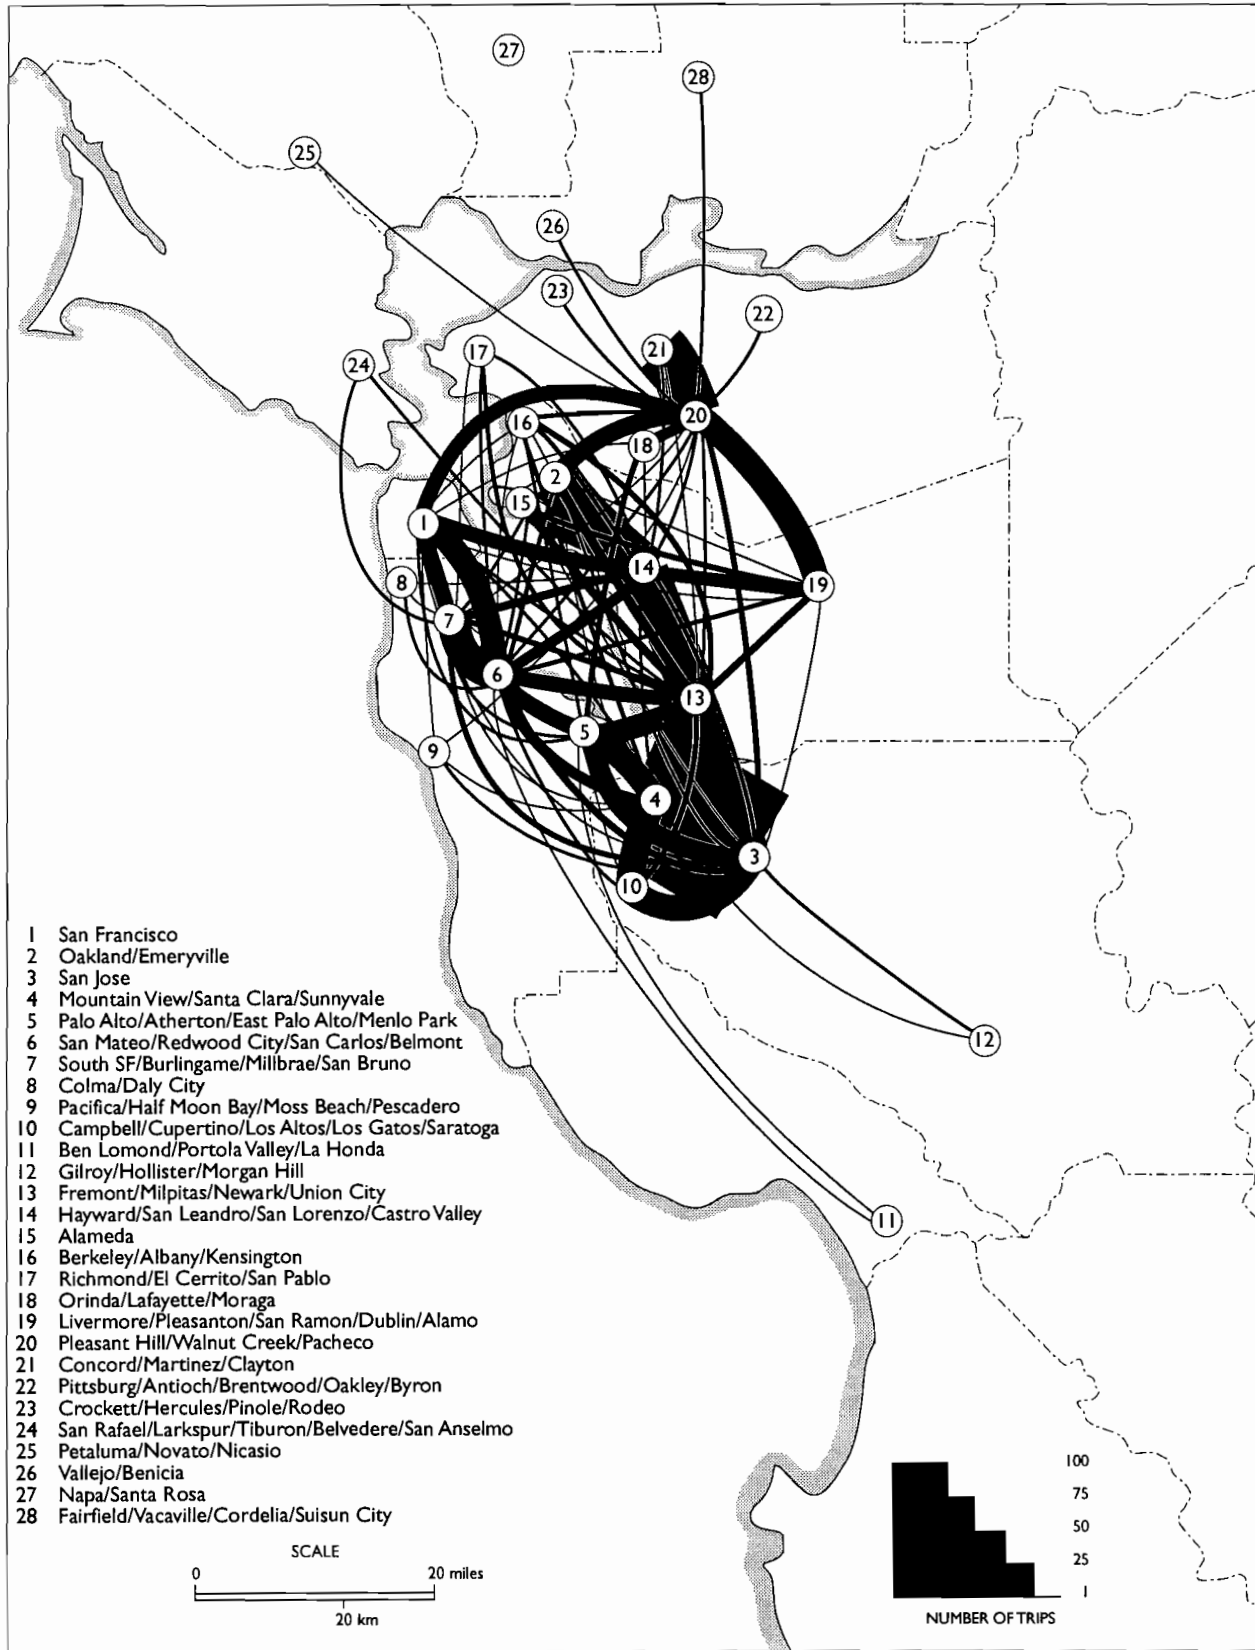 27
28
25
26
23
22
17
21
24
20
16
18
2
15
1
14
8
19
7
6
13
5
9
4
3
10
12
11
1 San Francisco
2 Oakland/Emeryville
3 San Jose
4 Mountain View/Santa Clara/Sunnyvale
5 Palo Alto/Atherton/East Palo Alto/Menlo Park
6 San Mateo/Redwood City/San Carlos/Belmont
7 South SF/Burlingame/Millbrae/San Bruno
8 Colma/Daly City
9 Pacifica/Half Moon Bay/Moss Beach/Pescadero
10 Campbell/Cupertino/Los Altos/Los Gatos/Saratoga
11 Ben Lomond/Portola Valley/La Honda
12 Gilroy/Hollister/Morgan Hill
13 Fremont/Milpitas/Newark/Union City
14 Hayward/San Leandro/San Lorenzo/Castro Valley
15 Alameda
16 Berkeley/Albany/Kensington
17 Richmond/El Cerrito/San Pablo
18 Orinda/Lafayette/Moraga
19 Livermore/Pleasanton/San Ramon/Dublin/Alamo
20 Pleasant Hill/Walnut Creek/Pacheco
21 Concord/Martinez/Clayton
22 Pittsburg/Antioch/Brentwood/Oakley/Byron
23 Crockett/Hercules/Pinole/Rodeo
24 San Rafael/Larkspur/Tiburon/Belvedere/San Anselmo
25 Petaluma/Novato/Nicasio
26 Vallejo/Benicia
27 Napa/Santa Rosa
28 Fairfield/Vacaville/Cordelia/Suisun City
SCALE
0 20 miles
20 km
100
75
50
25
1
NUMBER OF TRIPS